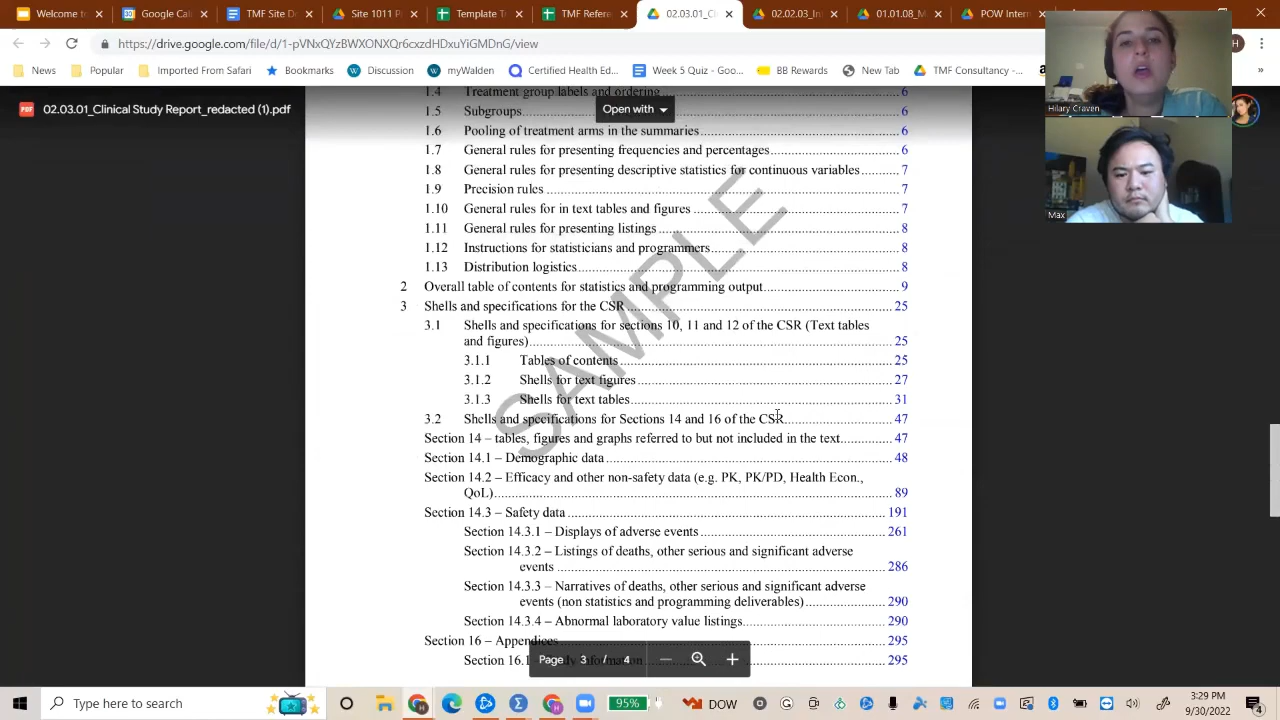 Template T
TMF So
TMF Si
TMF Det
02.03.01_Cl
02.02.03_Int
01.01.08_M
POW Intern
https://drive.google.com/file/d/1-pVNxQYzBWXONXQr6cxzdHDxuYiGMDnG/view
News
Popular
Imported From Safari
Bookmarks
Discussion
myWalden
Certified Health Ed...
Week 5 Quiz - Goo...
BB Rewards
New Tab
TMF Consultancy -...
»
PDF 02.03.01_Clinical Study Report_redacted (1).pdf
Open with
1.4 Treatment group labels and ordering 6
1.5 Subgroups 6
1.6 Pooling of treatment arms in the summaries 6
1.7 General rules for presenting frequencies and percentages 6
1.8 General rules for presenting descriptive statistics for continuous variables 7
1.9 Precision rules 7
1.10 General rules for in text tables and figures 7
1.11 General rules for presenting listings 8
1.12 Instructions for statisticians and programmers 8
1.13 Distribution logistics 8
2 Overall table of contents for statistics and programming output 9
3 Shells and specifications for the CSR 25
3.1 Shells and specifications for sections 10, 11 and 12 of the CSR (Text tables
and figures) 25
3.1.1 Tables of contents 25
3.1.2 Shells for text figures 27
3.1.3 Shells for text tables 31
3.2 Shells and specifications for Sections 14 and 16 of the CSR 47
Section 14 – tables, figures and graphs referred to but not included in the text 47
Section 14.1 – Demographic data 48
Section 14.2 – Efficacy and other non-safety data (e.g. PK, PK/PD, Health Econ.,
QoL) 89
Section 14.3 – Safety data 191
Section 14.3.1 – Displays of adverse events 261
Section 14.3.2 – Listings of deaths, other serious and significant adverse
events 286
Section 14.3.3 – Narratives of deaths, other serious and significant adverse
events (non statistics and programming deliverables) 290
Section 14.3.4 – Abnormal laboratory value listings 290
Section 16 – Appendices 295
Section 16.1 295
SAMPLE
Page 3 / 4
Hilary Craven
Max
Type here to search
95%
DOW
3:29 PM
9/30/2022
4